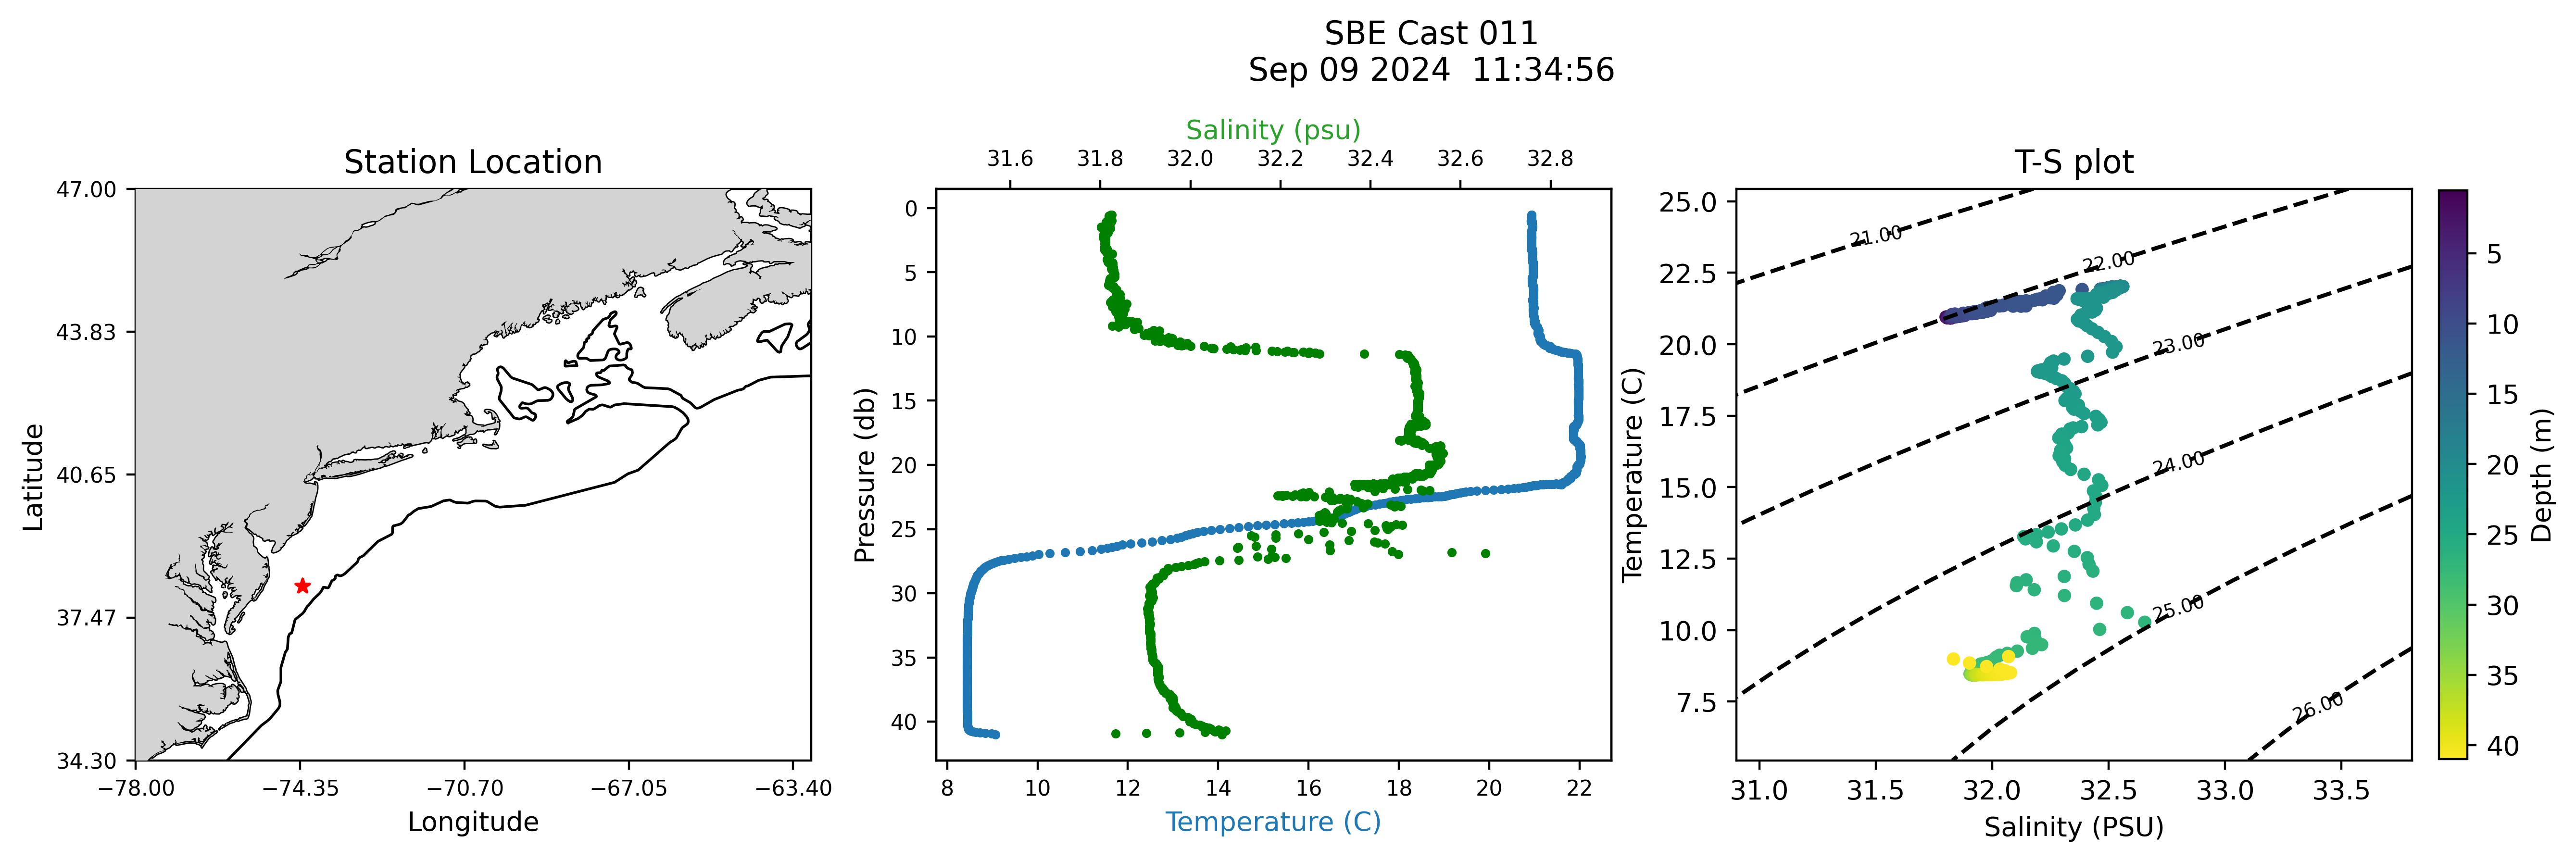 SBE Cast 011
Sep 09 2024  11:34:56
Station Location
47.00
43.83
40.65
37.47
34.30
Latitude
−78.00 −74.35 −70.70 −67.05 −63.40
Longitude
Salinity (psu)
31.6 31.8 32.0 32.2 32.4 32.6 32.8
0
5
10
15
20
25
30
35
40
Pressure (db)
8 10 12 14 16 18 20 22
Temperature (C)
T-S plot
25.0
22.5
20.0
17.5
15.0
12.5
10.0
7.5
Temperature (C)
21.00
22.00
23.00
24.00
25.00
26.00
31.0 31.5 32.0 32.5 33.0 33.5
Salinity (PSU)
5
10
15
20
25
30
35
40
Depth (m)